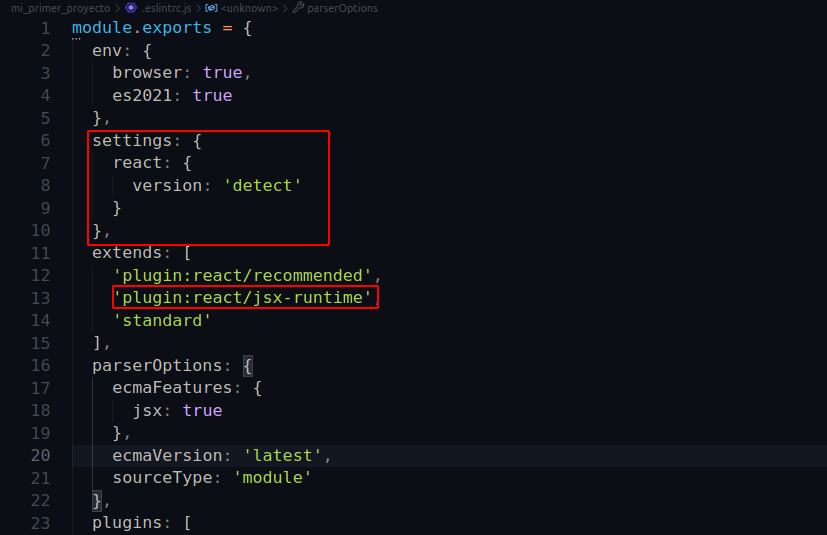 mi_primer_proyecto > .eslintrc.js > <unknown> > parserOptions
1 module.exports = {
2 env: {
3 browser: true,
4 es2021: true
5 },
6 settings: {
7 react: {
8 version: 'detect'
9 }
10 },
11 extends: [
12 'plugin:react/recommended',
13 'plugin:react/jsx-runtime',
14 'standard'
15 ],
16 parserOptions: {
17 ecmaFeatures: {
18 jsx: true
19 },
20 ecmaVersion: 'latest',
21 sourceType: 'module'
22 },
23 plugins: [